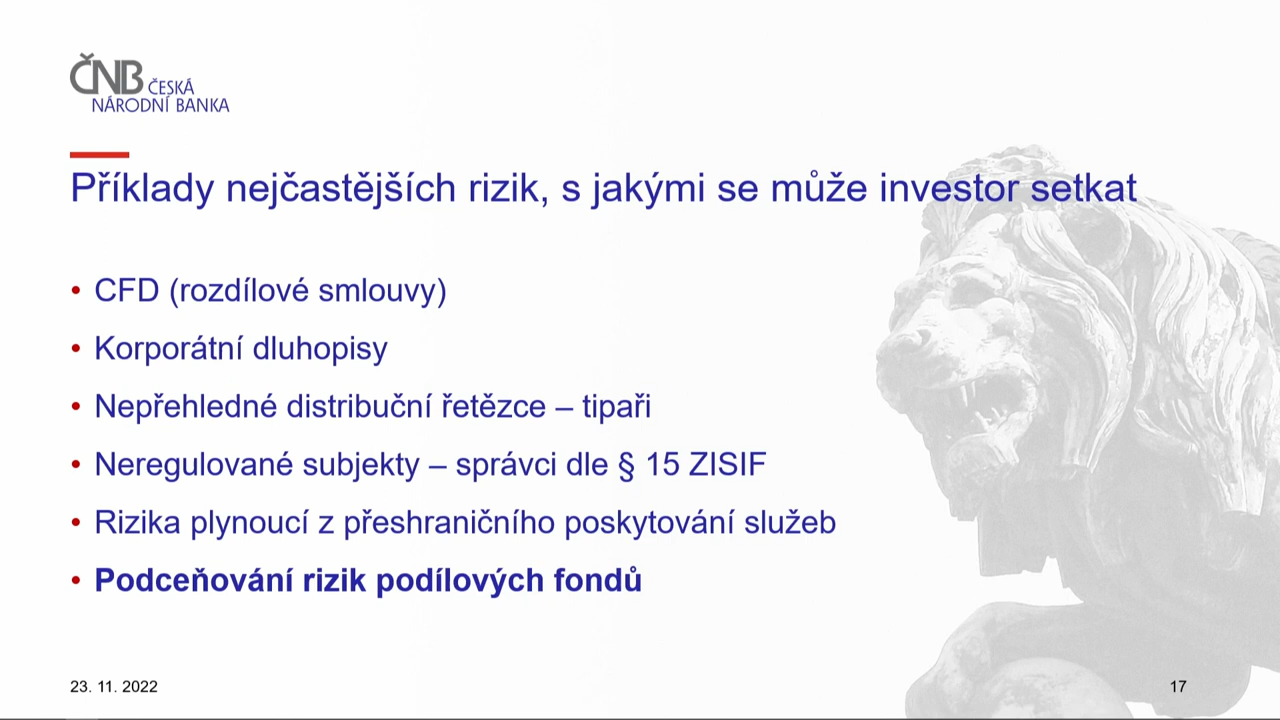 ČNB ČESKÁ
NÁRODNÍ BANKA
Příklady nejčastějších rizik, s jakými se může investor setkat
• CFD (rozdílové smlouvy)
• Korporátní dluhopisy
• Nepřehledné distribuční řetězce – tipaři
• Neregulované subjekty – správci dle § 15 ZISIF
• Rizika plynoucí z přeshraničního poskytování služeb
• Podceňování rizik podílových fondů
23. 11. 2022
17